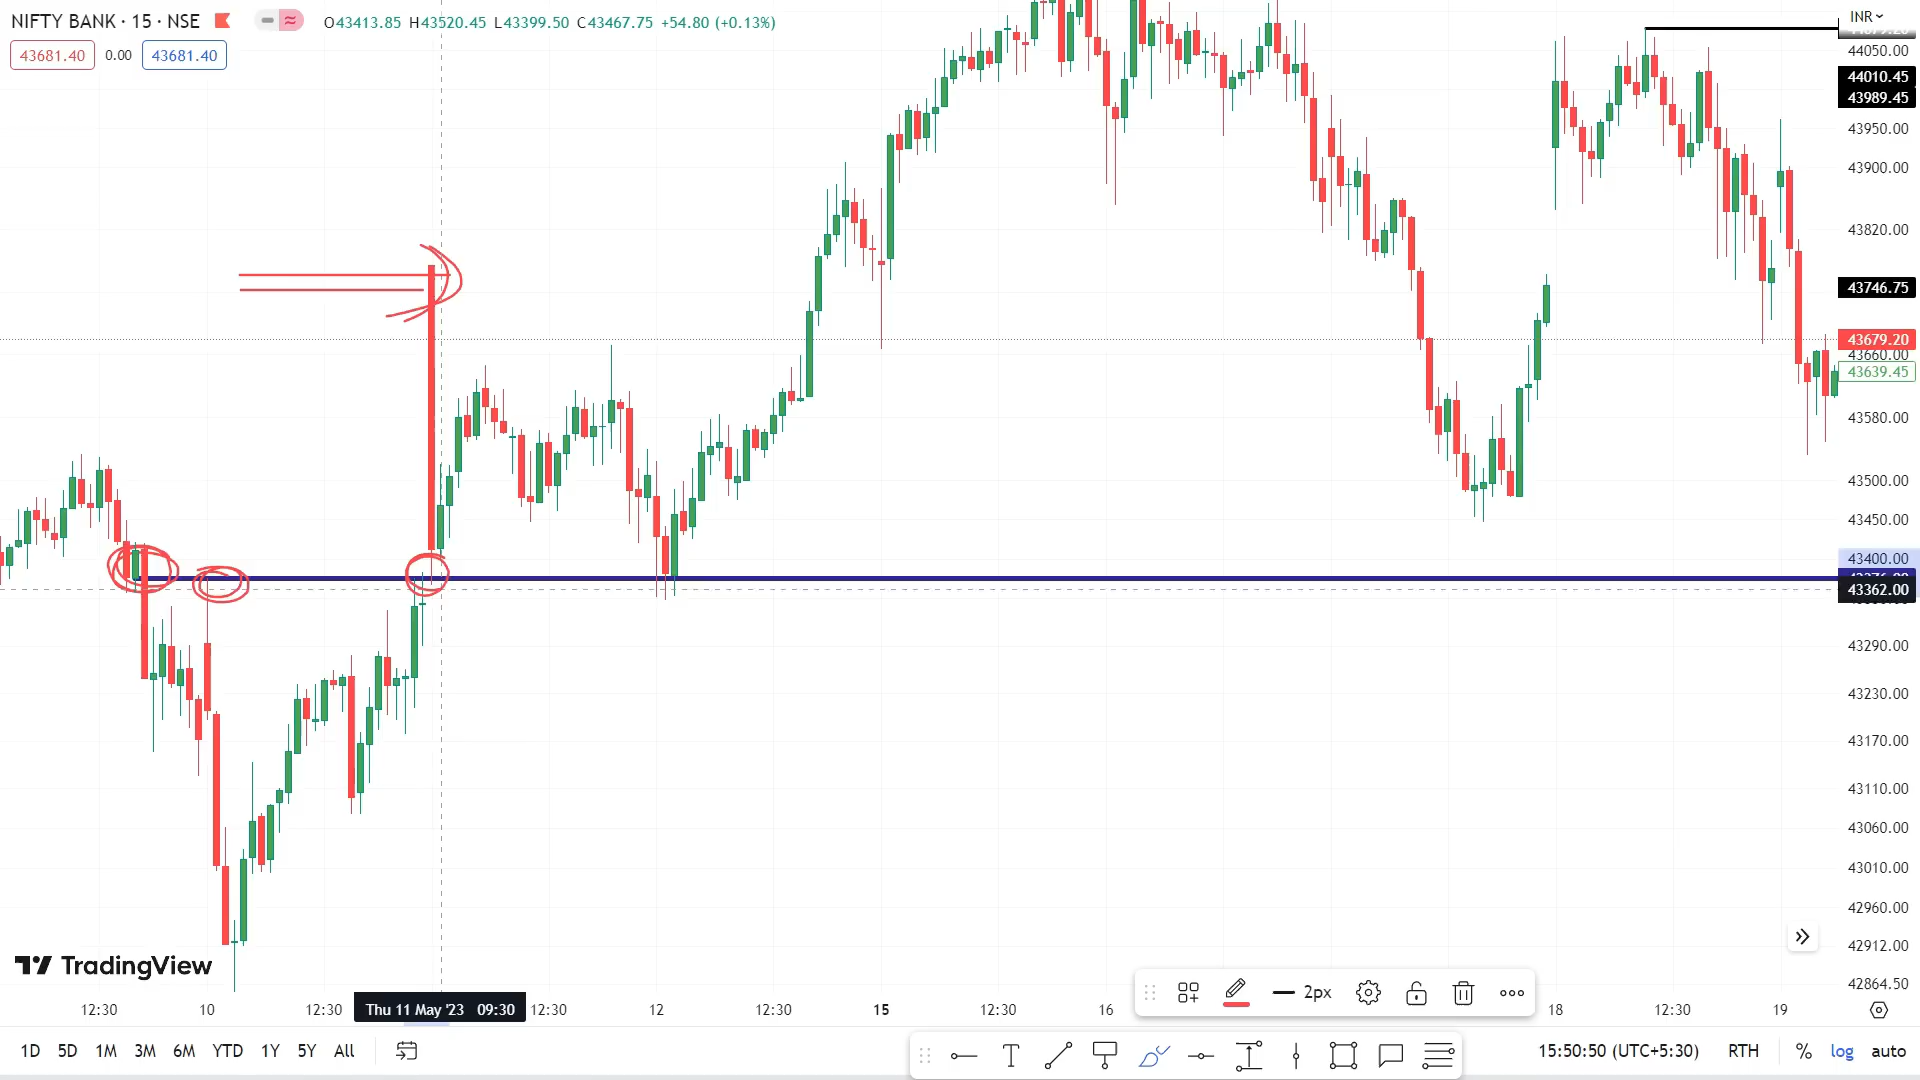 NIFTY BANK · 15 · NSE
O43413.85 H43520.45 L43399.50 C43467.75 +54.80 (+0.13%)
INR
43681.40 0.00 43681.40
44050.00
44010.45
43989.45
43950.00
43900.00
43820.00
43746.75
43679.20
43660.00
43639.45
43580.00
43500.00
43450.00
43400.00
43362.00
43290.00
43230.00
43170.00
43110.00
43060.00
43010.00
42960.00
42912.00
42864.50
TradingView
2px
12:30 10 12:30 Thu 11 May '23 09:30 12:30 12 12:30 15 12:30 16 18 12:30 19
1D 5D 1M 3M 6M YTD 1Y 5Y All
15:50:50 (UTC+5:30) RTH % log auto